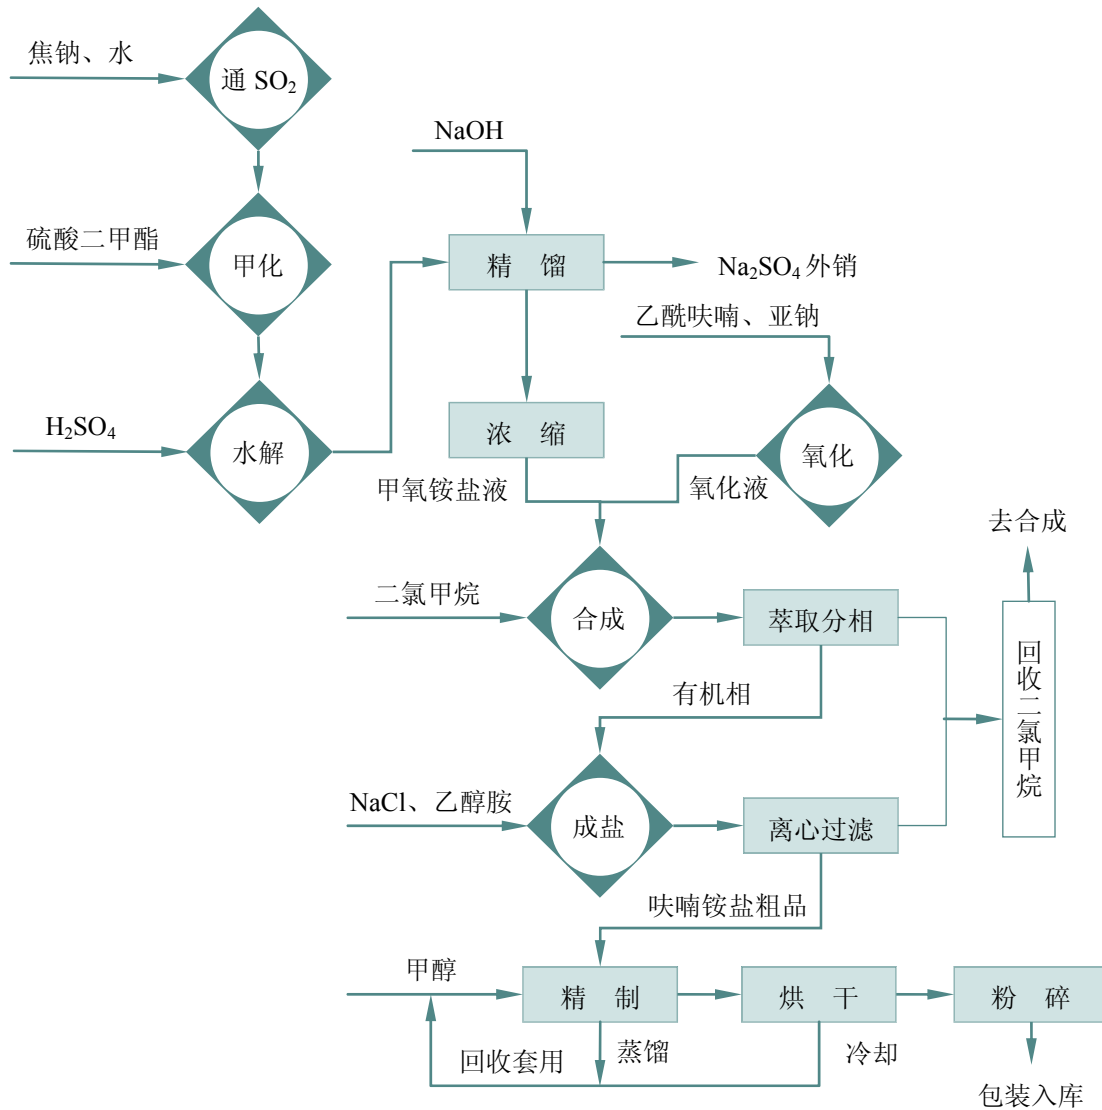 焦钠、水
通 SO₂
NaOH
硫酸二甲酯
甲化
精 馏
Na₂SO₄ 外销
乙酰呋喃、亚钠
H₂SO₄
水解
浓 缩
氧化
甲氧铵盐液
氧化液
去合成
二氯甲烷
合成
萃取分相
回收二氯甲烷
有机相
NaCl、乙醇胺
成盐
离心过滤
呋喃铵盐粗品
甲醇
精 制
烘 干
粉 碎
回收套用
蒸馏
冷却
包装入库